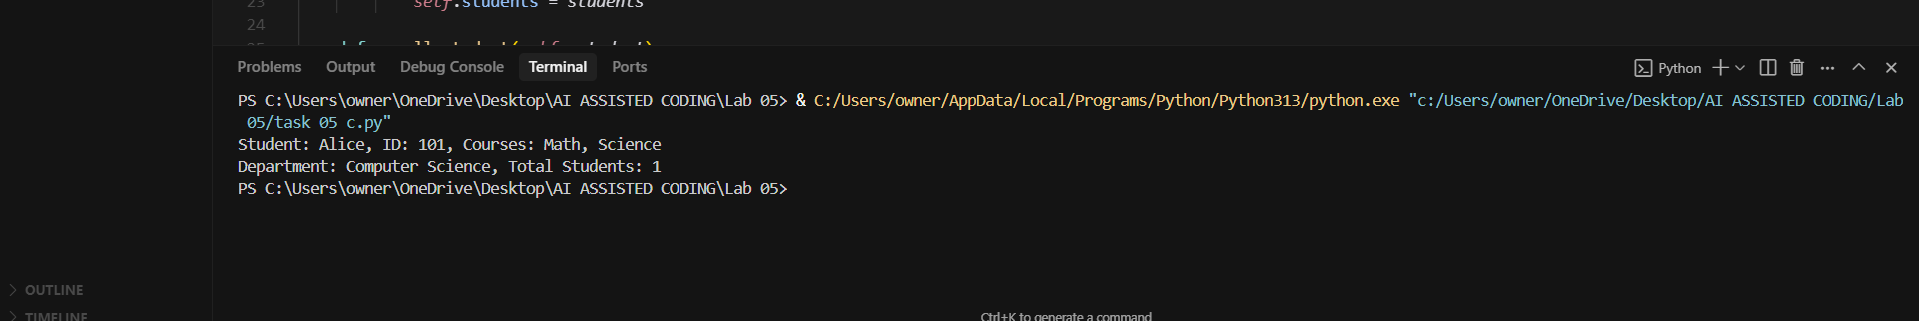 23 self.students = students
24
Problems Output Debug Console Terminal Ports Python
PS C:\Users\owner\OneDrive\Desktop\AI ASSISTED CODING\Lab 05> & C:/Users/owner/AppData/Local/Programs/Python/Python313/python.exe "c:/Users/owner/OneDrive/Desktop/AI ASSISTED CODING/Lab
05/task 05 c.py"
Student: Alice, ID: 101, Courses: Math, Science
Department: Computer Science, Total Students: 1
PS C:\Users\owner\OneDrive\Desktop\AI ASSISTED CODING\Lab 05>
OUTLINE
TIMELINE
Ctrl+K to generate a command